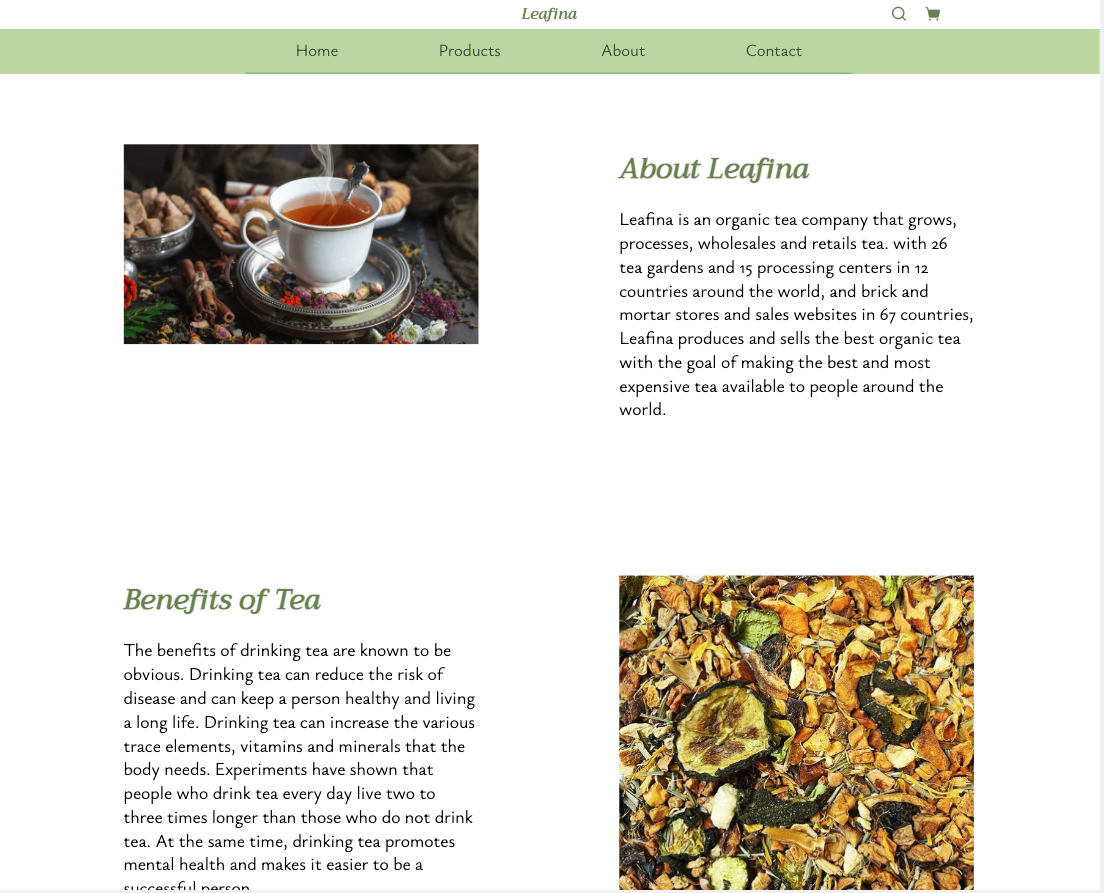 Leafina
Home Products About Contact
About Leafina
Leafina is an organic tea company that grows,
processes, wholesales and retails tea. with 26
tea gardens and 15 processing centers in 12
countries around the world, and brick and
mortar stores and sales websites in 67 countries,
Leafina produces and sells the best organic tea
with the goal of making the best and most
expensive tea available to people around the
world.
Benefits of Tea
The benefits of drinking tea are known to be
obvious. Drinking tea can reduce the risk of
disease and can keep a person healthy and living
a long life. Drinking tea can increase the various
trace elements, vitamins and minerals that the
body needs. Experiments have shown that
people who drink tea every day live two to
three times longer than those who do not drink
tea. At the same time, drinking tea promotes
mental health and makes it easier to be a
successful person.